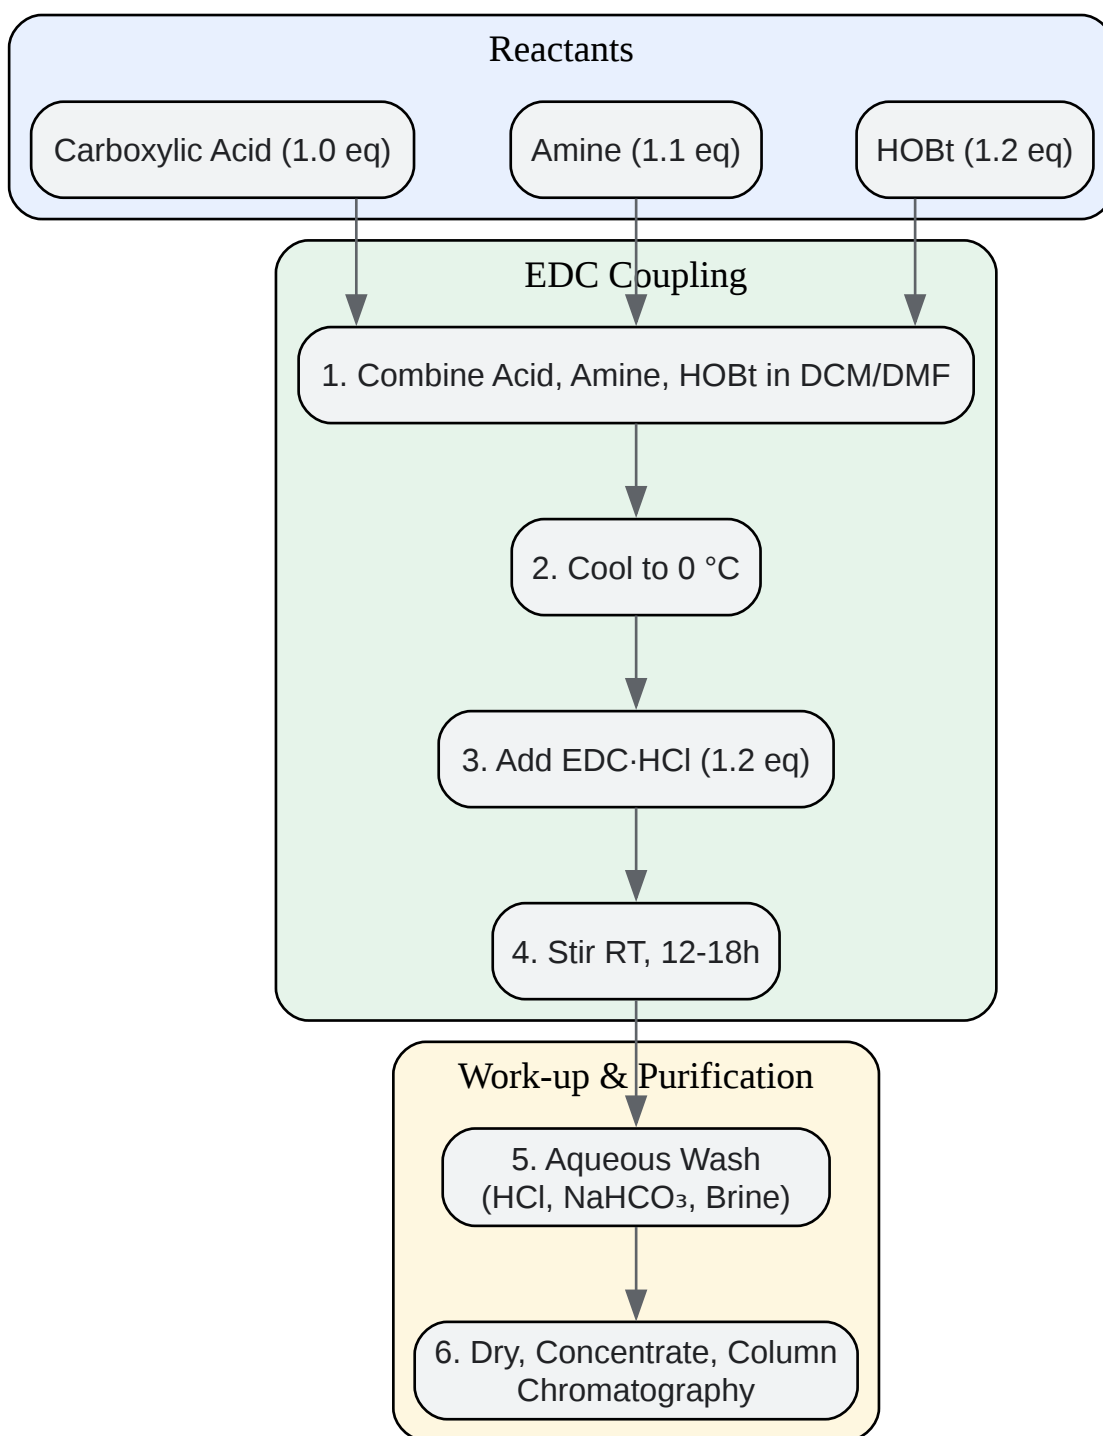 Reactants
Carboxylic Acid (1.0 eq)
Amine (1.1 eq)
HOBt (1.2 eq)
EDC Coupling
1. Combine Acid, Amine, HOBt in DCM/DMF
2. Cool to 0 °C
3. Add EDC·HCl (1.2 eq)
4. Stir RT, 12-18h
Work-up & Purification
5. Aqueous Wash
(HCl, NaHCO₃, Brine)
6. Dry, Concentrate, Column
Chromatography